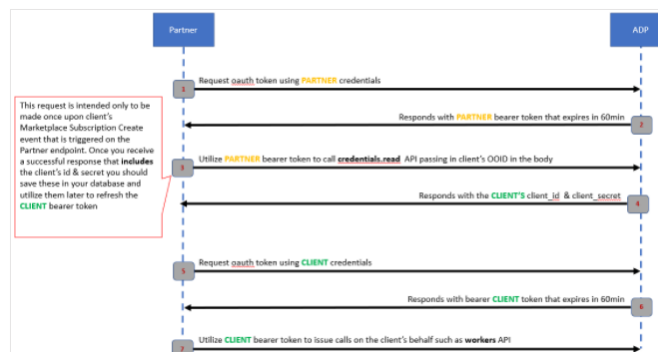 Partner
ADP
Request oauth token using PARTNER credentials
1
Responds with PARTNER bearer token that expires in 60min
2
This request is intended only to be
made once upon client's
Marketplace Subscription Create
event that is triggered on the
Partner endpoint. Once you receive
a successful response that includes
the client's id & secret you should
save these in your database and
utilize them later to refresh the
CLIENT bearer token
Utilize PARTNER bearer token to call credentials.read API passing in client's OOID in the body
3
Responds with the CLIENT'S client_id & client_secret
4
Request oauth token using CLIENT credentials
5
Responds with bearer CLIENT token that expires in 60min
6
Utilize CLIENT bearer token to issue calls on the client's behalf such as workers API
7